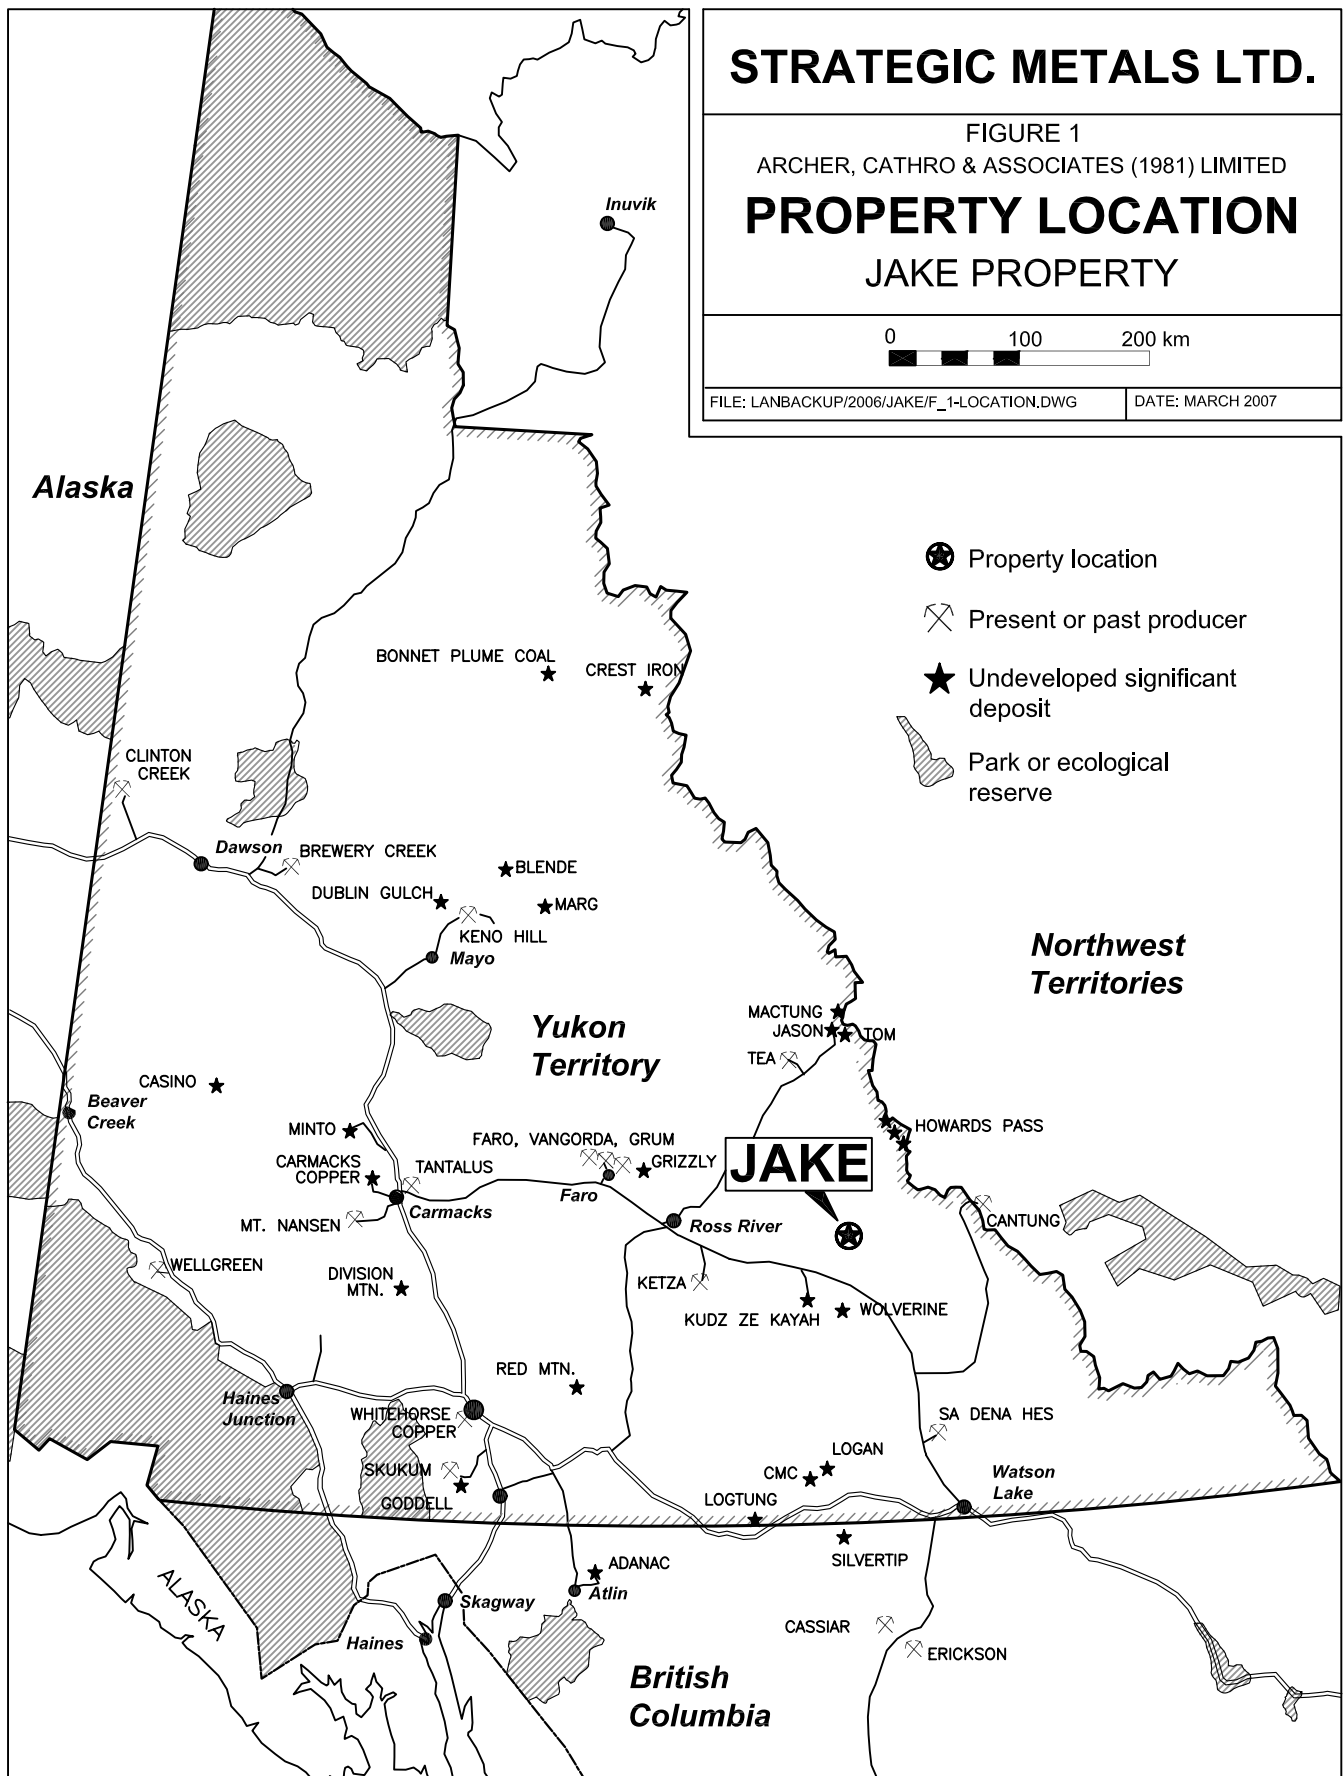 STRATEGIC METALS LTD.
FIGURE 1
ARCHER, CATHRO & ASSOCIATES (1981) LIMITED
PROPERTY LOCATION
JAKE PROPERTY
0 100 200 km
FILE: LANBACKUP/2006/JAKE/F_1-LOCATION.DWG
DATE: MARCH 2007
Inuvik
Alaska
Property location
Present or past producer
Undeveloped significant
deposit
Park or ecological
reserve
BONNET PLUME COAL
CREST IRON
CLINTON
CREEK
Dawson
BREWERY CREEK
BLENDE
DUBLIN GULCH
MARG
KENO HILL
Mayo
Northwest
Territories
Yukon
Territory
MACTUNG
JASON
TOM
TEA
CASINO
Beaver
Creek
MINTO
HOWARDS PASS
FARO, VANGORDA, GRUM
GRIZZLY
JAKE
CARMACKS
COPPER
TANTALUS
Faro
Carmacks
MT. NANSEN
Ross River
CANTUNG
WELLGREEN
DIVISION
MTN.
KETZA
KUDZ ZE KAYAH
WOLVERINE
RED MTN.
Haines
Junction
WHITEHORSE
COPPER
SA DENA HES
SKUKUM
GODDELL
LOGAN
CMC
LOGTUNG
Watson
Lake
SILVERTIP
ADANAC
Atlin
ALASKA
Skagway
Haines
CASSIAR
ERICKSON
British
Columbia